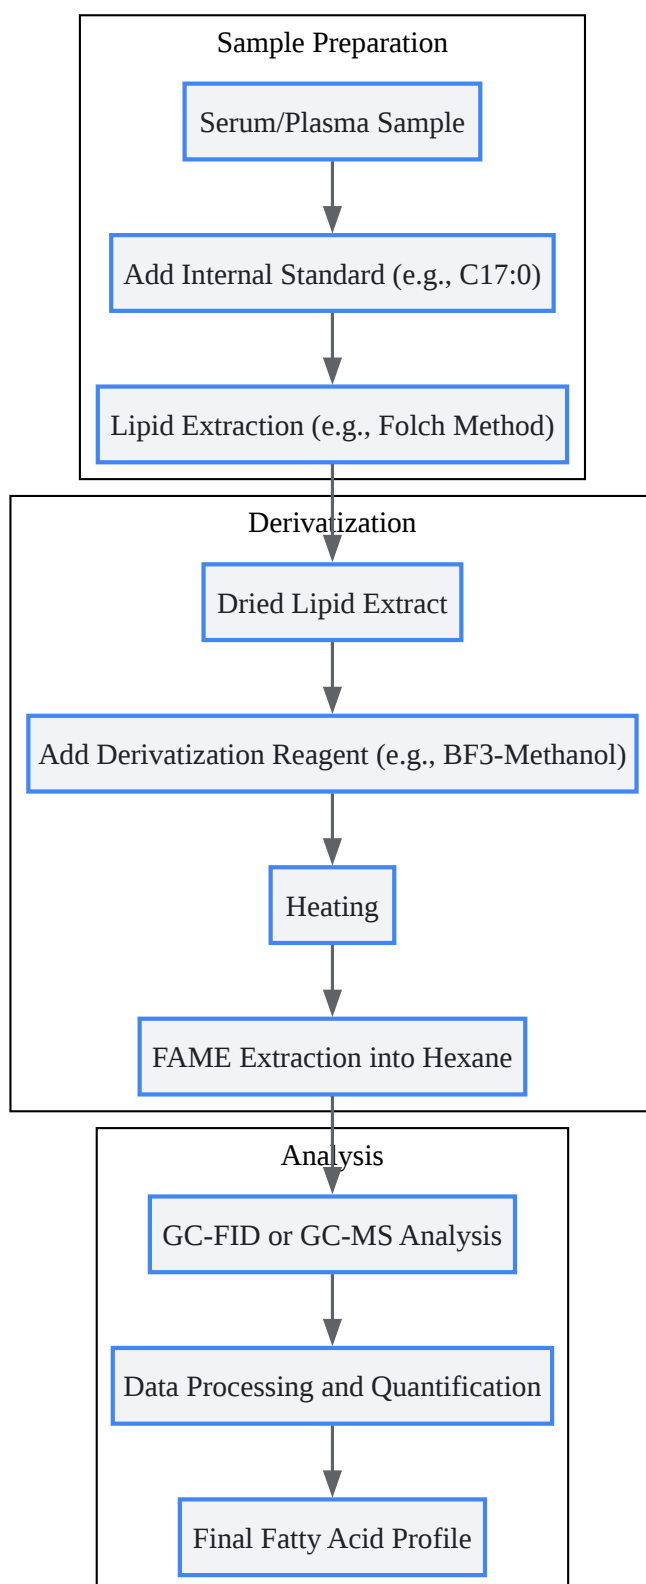 Sample Preparation
Serum/Plasma Sample
Add Internal Standard (e.g., C17:0)
Lipid Extraction (e.g., Folch Method)
Derivatization
Dried Lipid Extract
Add Derivatization Reagent (e.g., BF3-Methanol)
Heating
FAME Extraction into Hexane
Analysis
GC-FID or GC-MS Analysis
Data Processing and Quantification
Final Fatty Acid Profile